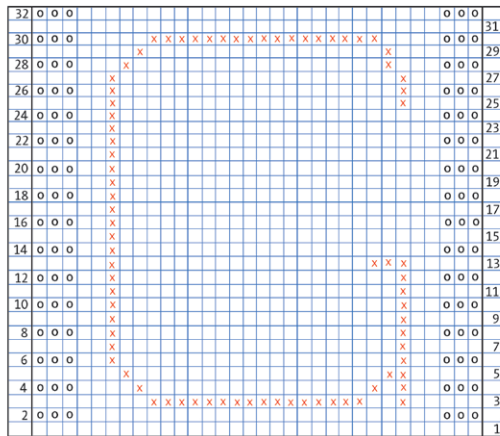 32 o o o o o o
31
30 o o o x x x x x x x x x x x x x x x x x o o o
x x 29
28 o o o x x o o o
x x 27
26 o o o x x o o o
x x 25
24 o o o x o o o
x 23
22 o o o x o o o
x 21
20 o o o x o o o
x 19
18 o o o x o o o
x 17
16 o o o x o o o
x 15
14 o o o x o o o
x x x x 13
12 o o o x x o o o
x x 11
10 o o o x x o o o
x x 9
8 o o o x x o o o
x x 7
6 o o o x x o o o
x x x 5
4 o o o x x x o o o
x x x x x x x x x x x x x x x x x 3
2 o o o o o o
1